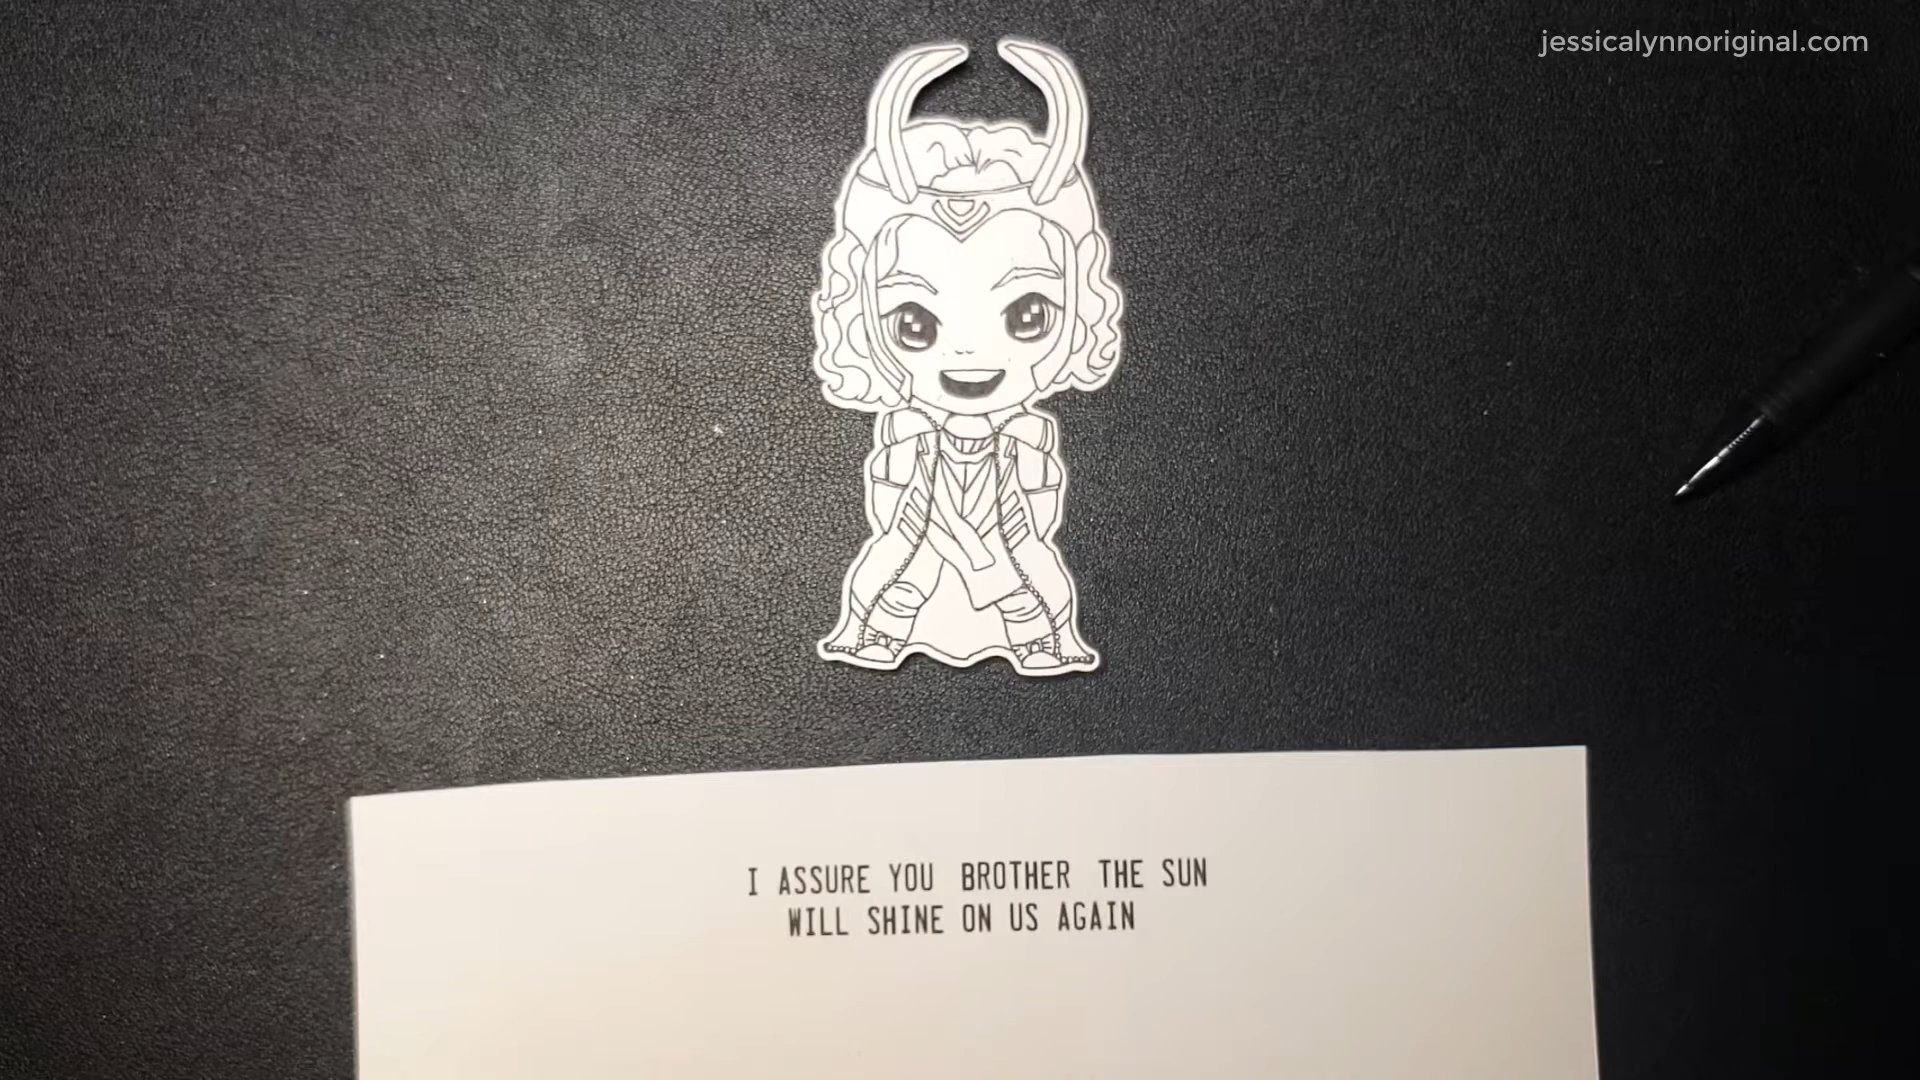 jessicalynnoriginal.com
I ASSURE YOU BROTHER THE SUN
WILL SHINE ON US AGAIN